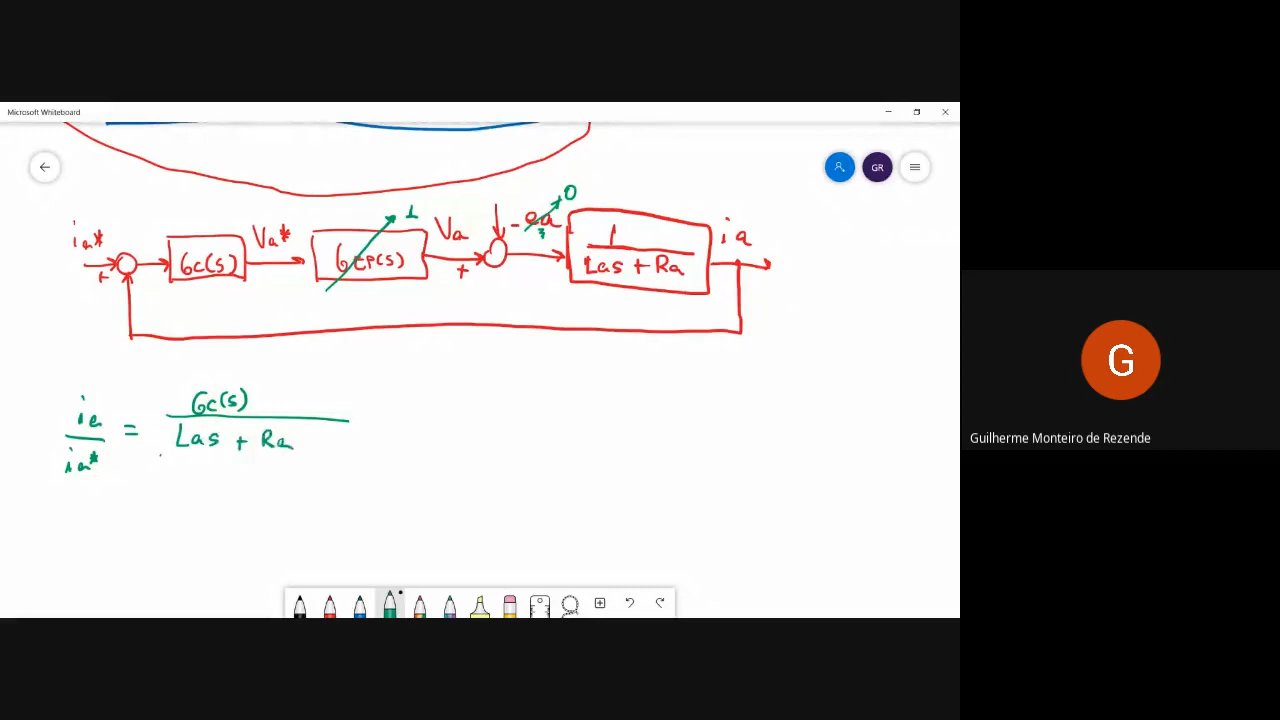 Microsoft Whiteboard
GR
ia* + Gc(s) Va* GEP(s) 1 Va + - ea 0 1 ia
Las + Ra
ia = Gc(s)
ia* Las + Ra
G
Guilherme Monteiro de Rezende